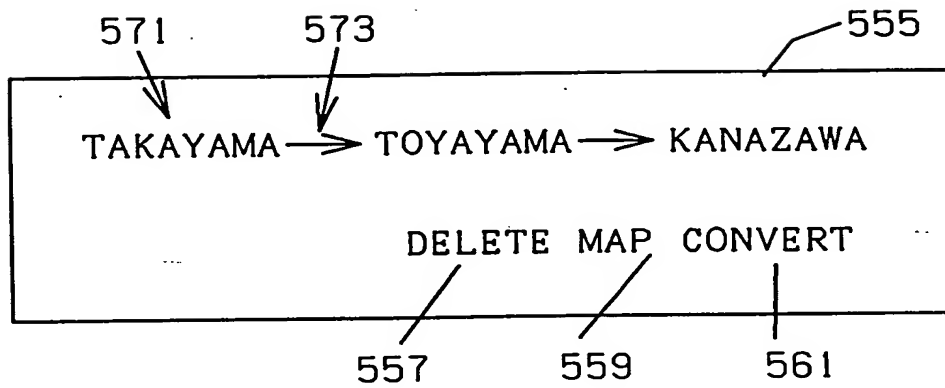 571 573 555
TAKAYAMA → TOYAYAMA → KANAZAWA
DELETE MAP CONVERT
557 559 561